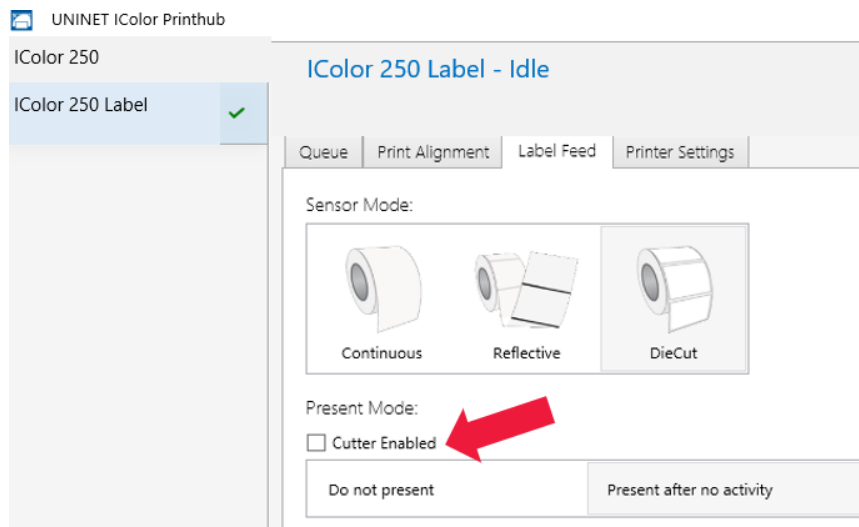 UNINET IColor Printhub
IColor 250
IColor 250 Label
IColor 250 Label - Idle
Queue Print Alignment Label Feed Printer Settings
Sensor Mode:
Continuous Reflective DieCut
Present Mode:
Cutter Enabled
Do not present Present after no activity